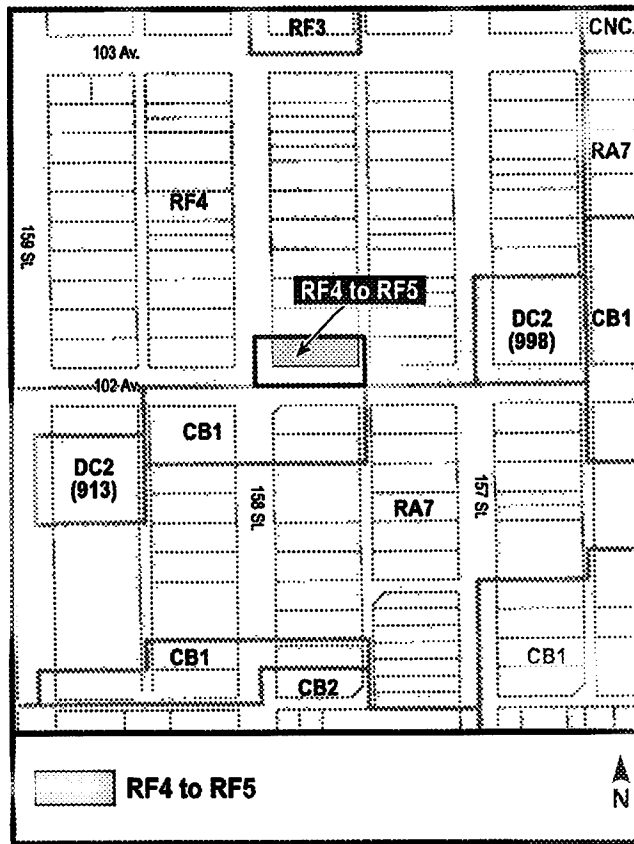 RF3
CNC
103 Av.
RA7
RF4
159 St.
RF4 to RF5
DC2
(998)
CB1
102 Av.
CB1
DC2
(913)
158 St.
RA7
157 St.
CB1
CB2
CB1
RF4 to RF5
N